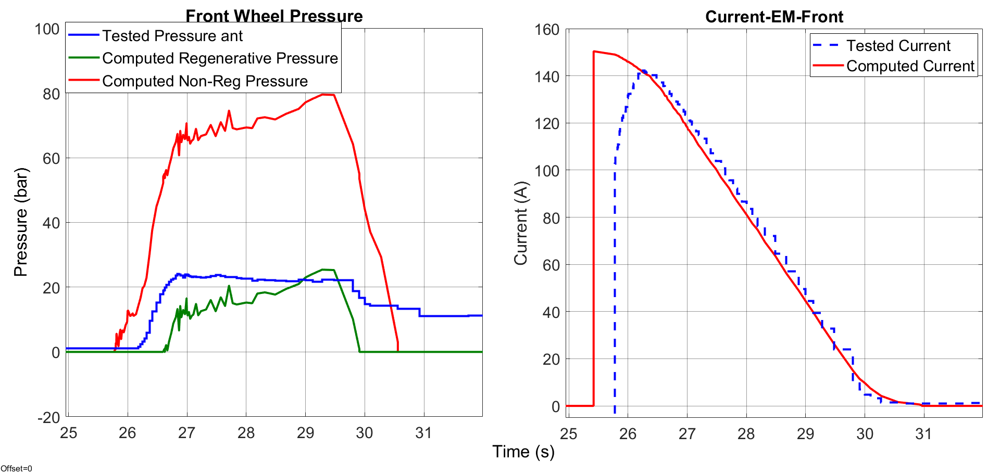 Front Wheel Pressure
Tested Pressure ant
Computed Regenerative Pressure
Computed Non-Reg Pressure
Pressure (bar)
100
80
60
40
20
0
-20
25 26 27 28 29 30 31
Current-EM-Front
Tested Current
Computed Current
Current (A)
160
140
120
100
80
60
40
20
0
25 26 27 28 29 30 31
Time (s)
Offset=0